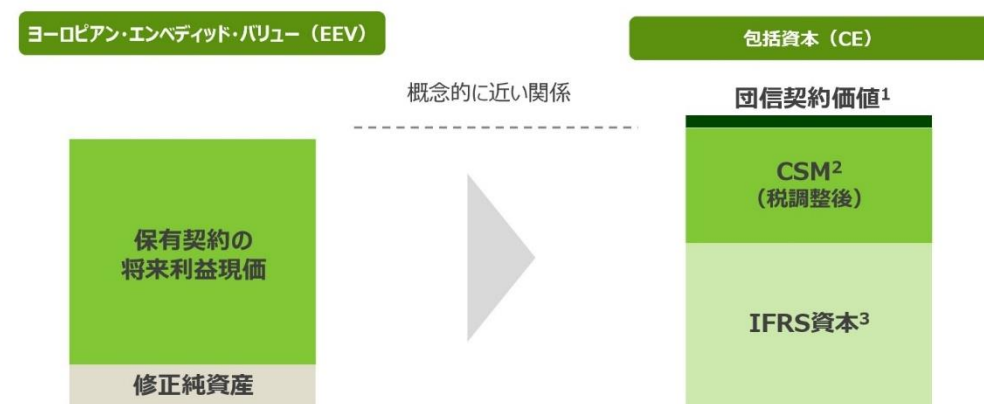 ヨーロピアン・エンベディッド・バリュー（EEV）
包括資本（CE）
概念的に近い関係
団信契約価値1
CSM2
（税調整後）
保有契約の
将来利益現価
IFRS資本3
修正純資産